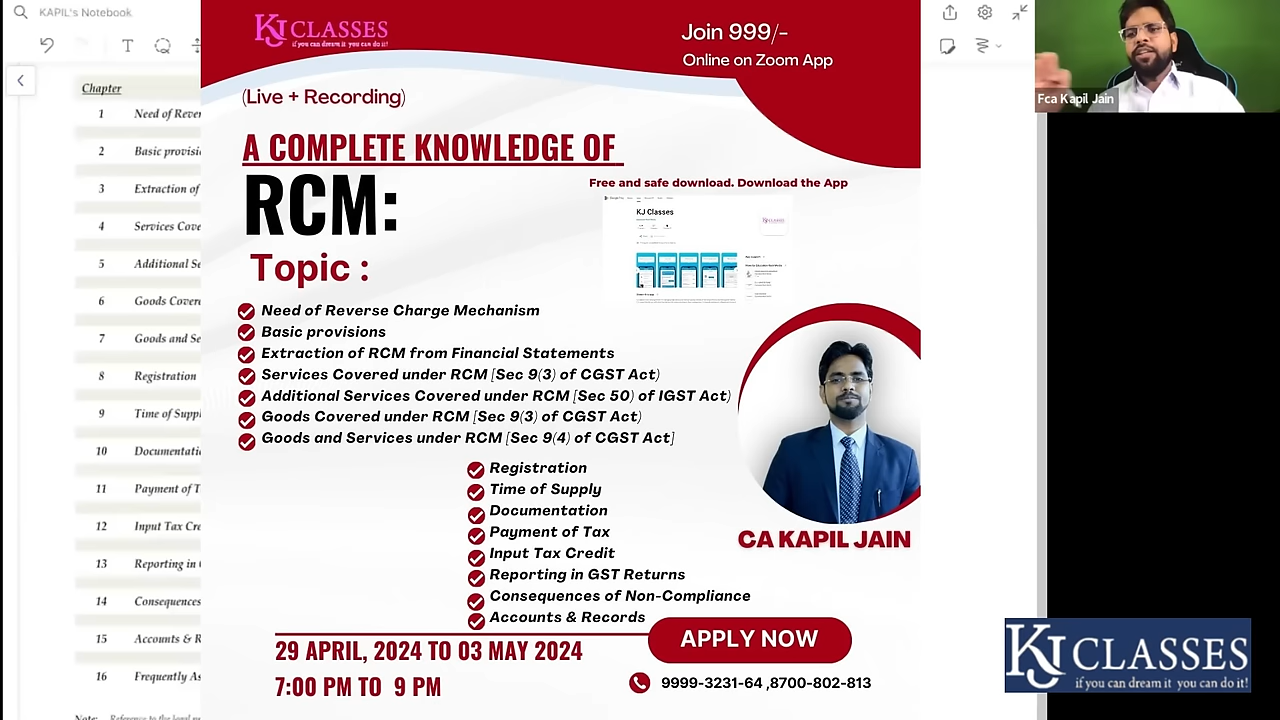 KAPIL's Notebook
Chapter
1 Need of Rever
2 Basic provisi
3 Extraction of
4 Services Cove
5 Additional Se
6 Goods Covere
7 Goods and Se
8 Registration
9 Time of Suppl
10 Documentati
11 Payment of T
12 Input Tax Cre
13 Reporting in
14 Consequences
15 Accounts & R
16 Frequently As
KJ CLASSES
if you can dream it you can do it!
Join 999/-
Online on Zoom App
(Live + Recording)
A COMPLETE KNOWLEDGE OF
RCM:
Free and safe download. Download the App
KJ Classes
Topic :
Need of Reverse Charge Mechanism
Basic provisions
Extraction of RCM from Financial Statements
Services Covered under RCM [Sec 9(3) of CGST Act)
Additional Services Covered under RCM [Sec 50) of IGST Act)
Goods Covered under RCM [Sec 9(3) of CGST Act)
Goods and Services under RCM [Sec 9(4) of CGST Act]
Registration
Time of Supply
Documentation
Payment of Tax
Input Tax Credit
Reporting in GST Returns
Consequences of Non-Compliance
Accounts & Records
CA KAPIL JAIN
29 APRIL, 2024 TO 03 MAY 2024
7:00 PM TO 9 PM
APPLY NOW
9999-3231-64 ,8700-802-813
Fca Kapil Jain
KJ CLASSES
if you can dream it you can do it!